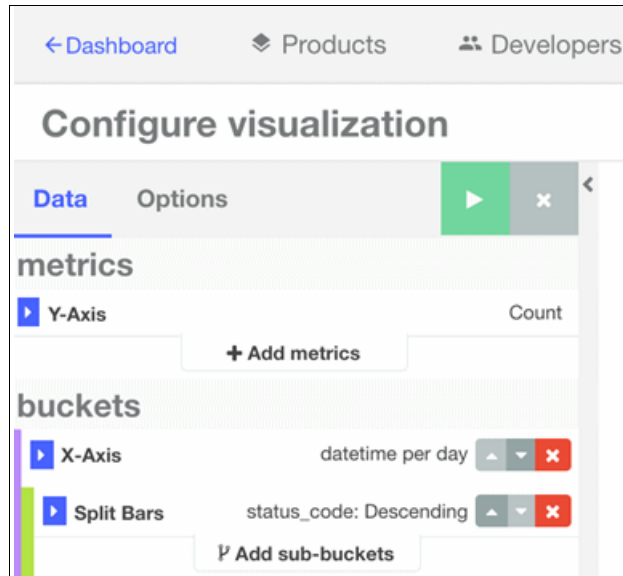 Dashboard Products Developers
Configure visualization
Data Options
metrics
Y-Axis Count
Add metrics
buckets
X-Axis datetime per day
Split Bars status_code: Descending
Add sub-buckets